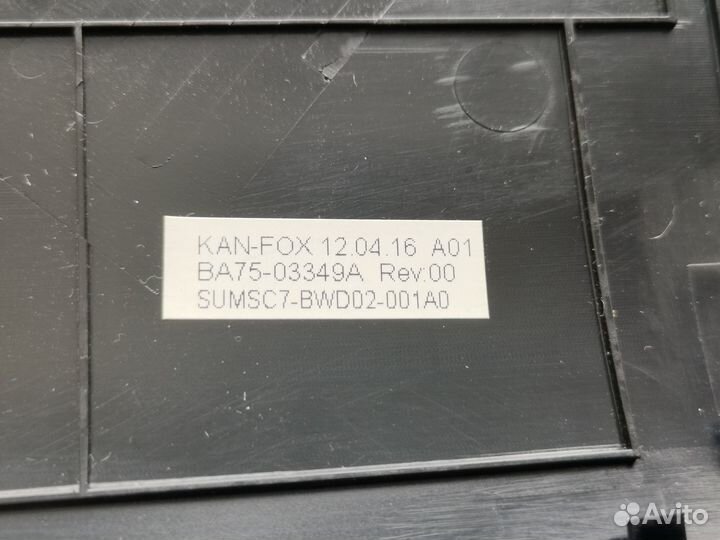 KAN-FOX 12.04.16 A01
BA75-03349A Rev.00
SUMSC7-BWD02-001A0
Avito